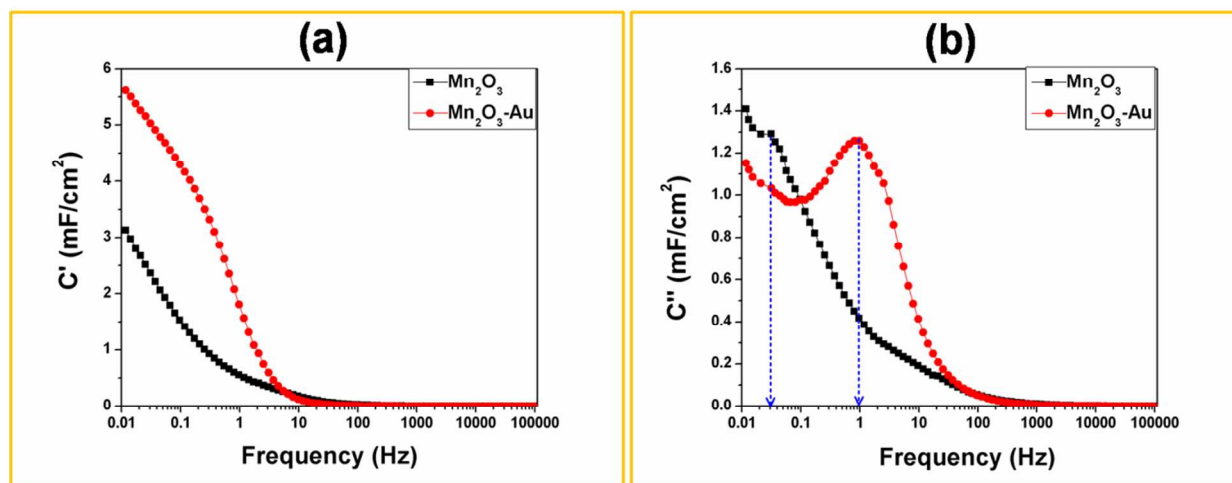 (a)
6
5
4
3
2
1
0
C' (mF/cm²)
Mn₂O₃
Mn₂O₃-Au
0.01 0.1 1 10 100 1000 10000 100000
Frequency (Hz)
(b)
1.6
1.4
1.2
1.0
0.8
0.6
0.4
0.2
0.0
C'' (mF/cm²)
Mn₂O₃
Mn₂O₃-Au
0.01 0.1 1 10 100 1000 10000 100000
Frequency (Hz)